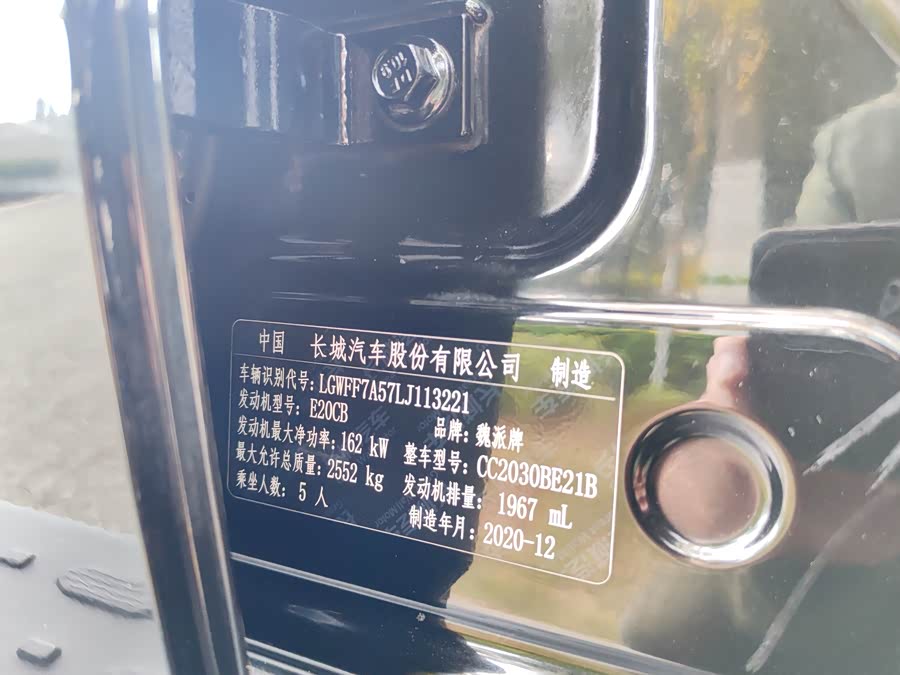 中国 长城汽车股份有限公司 制造
车辆识别代号: LGWFF7A57LJ113221
发动机型号: E20CB 品牌: 魏派牌
发动机最大净功率: 162 kW 整车型号: CC2030BE21B
最大允许总质量: 2552 kg 发动机排量: 1967 mL
乘坐人数: 5 人 制造年月: 2020-12